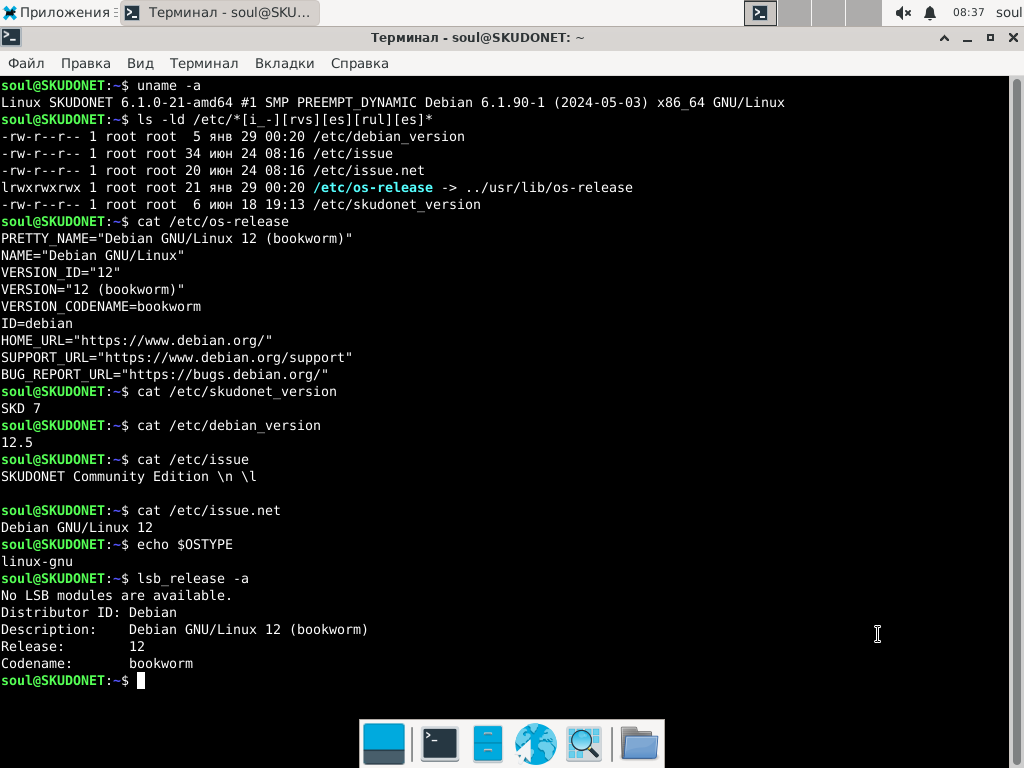 Приложения
Терминал - soul@SKU...
08:37
soul
Терминал - soul@SKUDONET: ~
Файл Правка Вид Терминал Вкладки Справка
soul@SKUDONET:~$ uname -a
Linux SKUDONET 6.1.0-21-amd64 #1 SMP PREEMPT_DYNAMIC Debian 6.1.90-1 (2024-05-03) x86_64 GNU/Linux
soul@SKUDONET:~$ ls -ld /etc/*[i_-][rvs][es][rul][es]*
-rw-r--r-- 1 root root  5 янв 29 00:20 /etc/debian_version
-rw-r--r-- 1 root root 34 июн 24 08:16 /etc/issue
-rw-r--r-- 1 root root 20 июн 24 08:16 /etc/issue.net
lrwxrwxrwx 1 root root 21 янв 29 00:20 /etc/os-release -> ../usr/lib/os-release
-rw-r--r-- 1 root root  6 июн 18 19:13 /etc/skudonet_version
soul@SKUDONET:~$ cat /etc/os-release
PRETTY_NAME="Debian GNU/Linux 12 (bookworm)"
NAME="Debian GNU/Linux"
VERSION_ID="12"
VERSION="12 (bookworm)"
VERSION_CODENAME=bookworm
ID=debian
HOME_URL="https://www.debian.org/"
SUPPORT_URL="https://www.debian.org/support"
BUG_REPORT_URL="https://bugs.debian.org/"
soul@SKUDONET:~$ cat /etc/skudonet_version
SKD 7
soul@SKUDONET:~$ cat /etc/debian_version
12.5
soul@SKUDONET:~$ cat /etc/issue
SKUDONET Community Edition \n \l
soul@SKUDONET:~$ cat /etc/issue.net
Debian GNU/Linux 12
soul@SKUDONET:~$ echo $OSTYPE
linux-gnu
soul@SKUDONET:~$ lsb_release -a
No LSB modules are available.
Distributor ID: Debian
Description:    Debian GNU/Linux 12 (bookworm)
Release:        12
Codename:       bookworm
soul@SKUDONET:~$